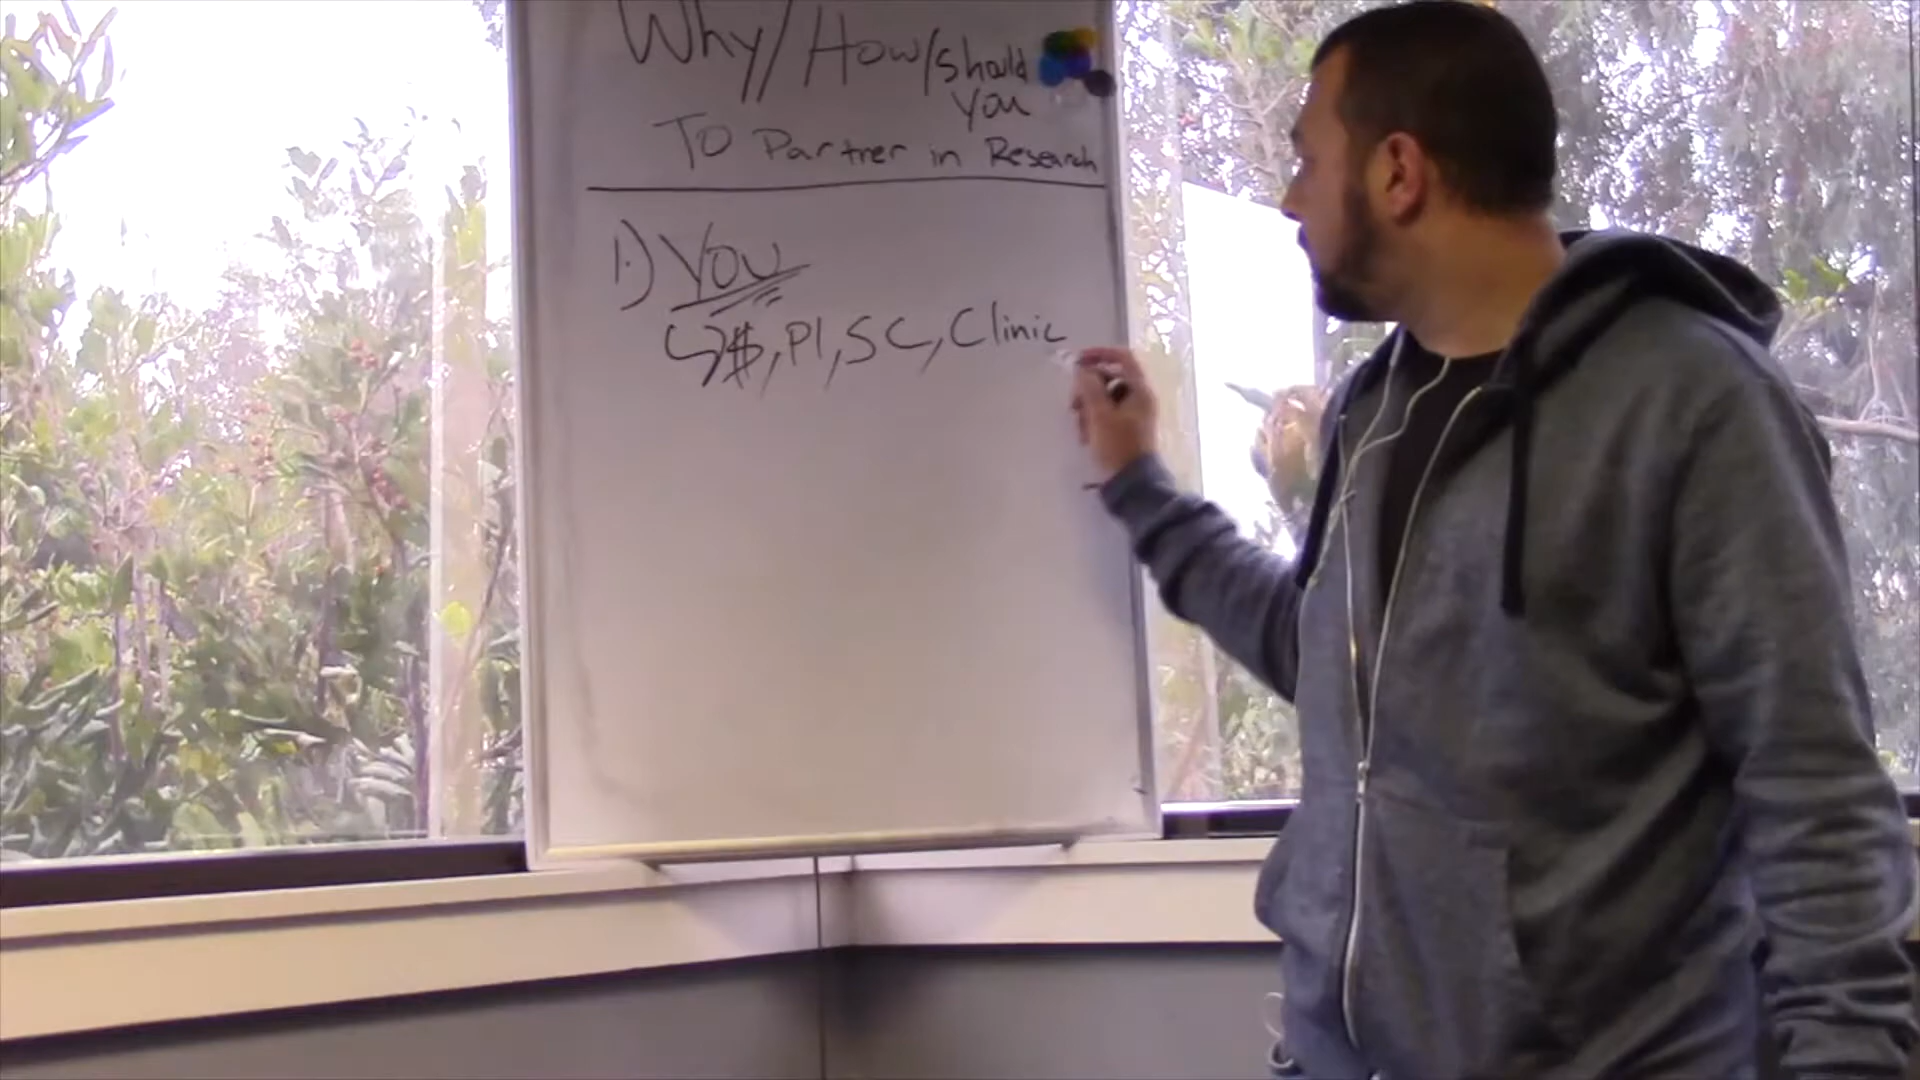 Why/How/should
you
To Partner in Research
1.) You
↳$, PI, SC, Clinic